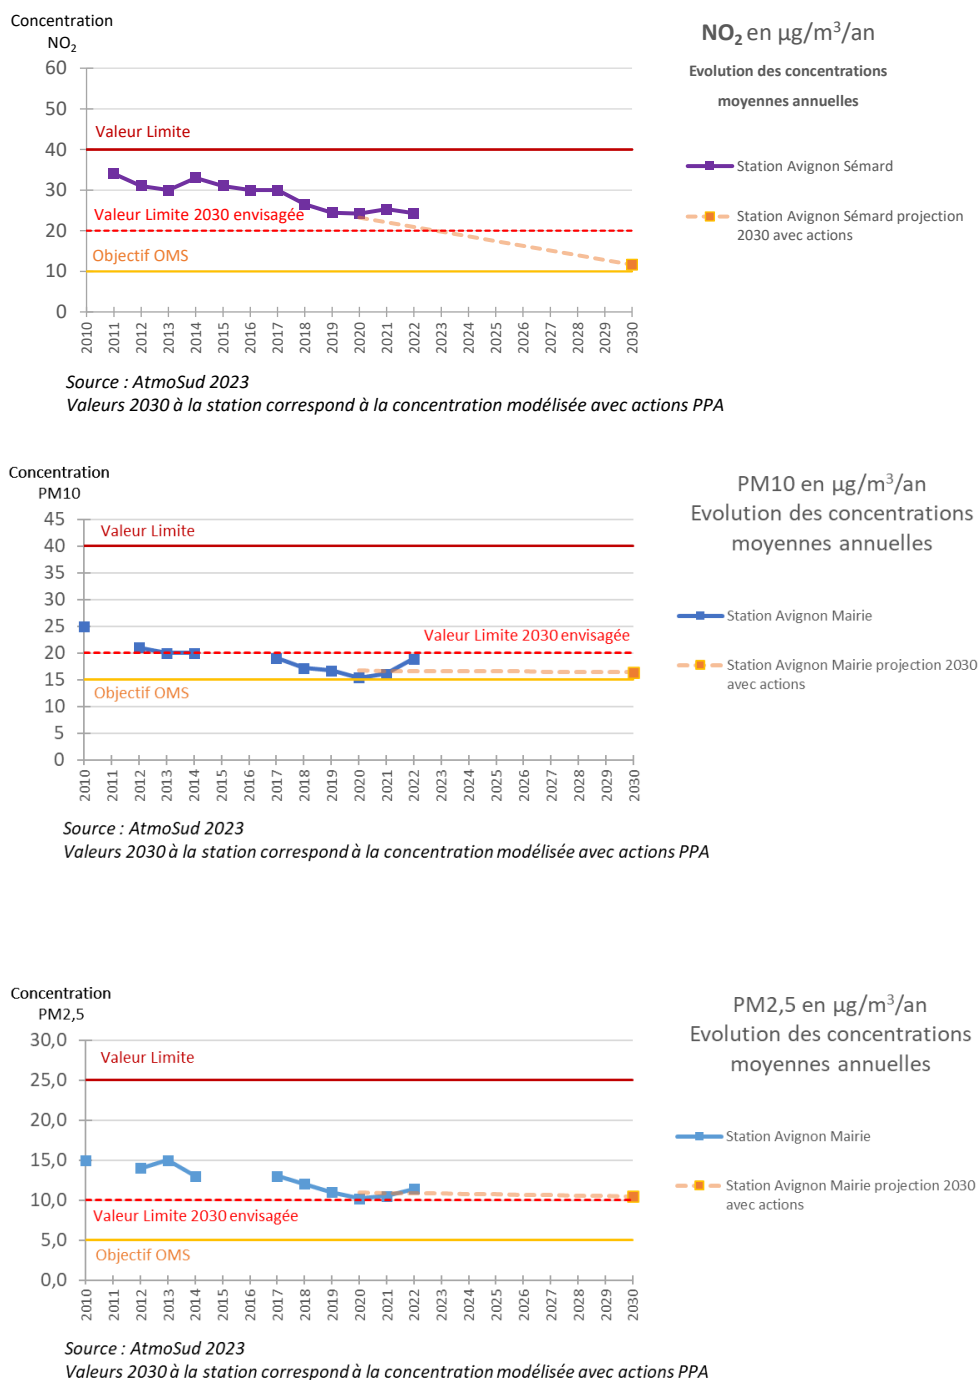 Concentration
NO₂
NO₂ en µg/m³/an
Evolution des concentrations
moyennes annuelles
60
50
40
30
20
10
0
Valeur Limite
Valeur Limite 2030 envisagée
Objectif OMS
2010
2011
2012
2013
2014
2015
2016
2017
2018
2019
2020
2021
2022
2023
2024
2025
2026
2027
2028
2029
2030
Station Avignon Sémard
Station Avignon Sémard projection
2030 avec actions
Source : AtmoSud 2023
Valeurs 2030 à la station correspond à la concentration modélisée avec actions PPA
Concentration
PM10
PM10 en µg/m³/an
Evolution des concentrations
moyennes annuelles
45
40
35
30
25
20
15
10
5
0
Valeur Limite
Valeur Limite 2030 envisagée
Objectif OMS
2010
2011
2012
2013
2014
2015
2016
2017
2018
2019
2020
2021
2022
2023
2024
2025
2026
2027
2028
2029
2030
Station Avignon Mairie
Station Avignon Mairie projection 2030
avec actions
Source : AtmoSud 2023
Valeurs 2030 à la station correspond à la concentration modélisée avec actions PPA
Concentration
PM2,5
PM2,5 en µg/m³/an
Evolution des concentrations
moyennes annuelles
30,0
25,0
20,0
15,0
10,0
5,0
0,0
Valeur Limite
Valeur Limite 2030 envisagée
Objectif OMS
2010
2011
2012
2013
2014
2015
2016
2017
2018
2019
2020
2021
2022
2023
2024
2025
2026
2027
2028
2029
2030
Station Avignon Mairie
Station Avignon Mairie projection 2030
avec actions
Source : AtmoSud 2023
Valeurs 2030 à la station correspond à la concentration modélisée avec actions PPA